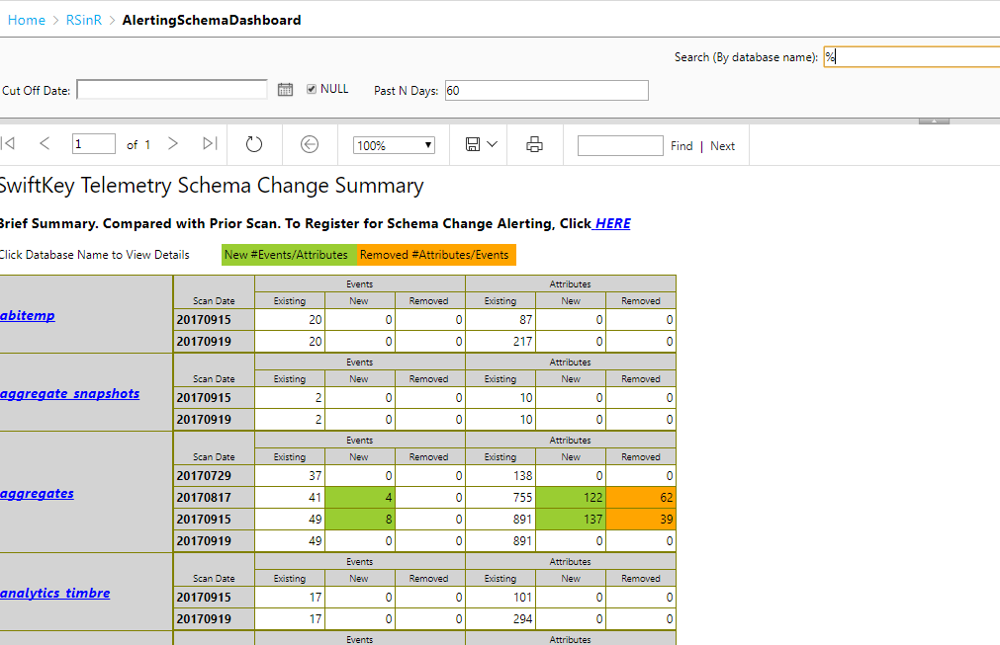 Home > RSinR > AlertingSchemaDashboard
Search (By database name): %
Cut Off Date: NULL Past N Days: 60
1 of 1 100% Find | Next
SwiftKey Telemetry Schema Change Summary
Brief Summary. Compared with Prior Scan. To Register for Schema Change Alerting, Click HERE
Click Database Name to View Details New #Events/Attributes Removed #Attributes/Events
abitemp
Scan Date Events Attributes
Existing New Removed Existing New Removed
20170915 20 0 0 87 0 0
20170919 20 0 0 217 0 0
aggregate snapshots
Scan Date Events Attributes
Existing New Removed Existing New Removed
20170915 2 0 0 10 0 0
20170919 2 0 0 10 0 0
aggregates
Scan Date Events Attributes
Existing New Removed Existing New Removed
20170729 37 0 0 138 0 0
20170817 41 4 0 755 122 62
20170915 49 8 0 891 137 39
20170919 49 0 0 891 0 0
analytics timbre
Scan Date Events Attributes
Existing New Removed Existing New Removed
20170915 17 0 0 101 0 0
20170919 17 0 0 294 0 0
Events Attributes